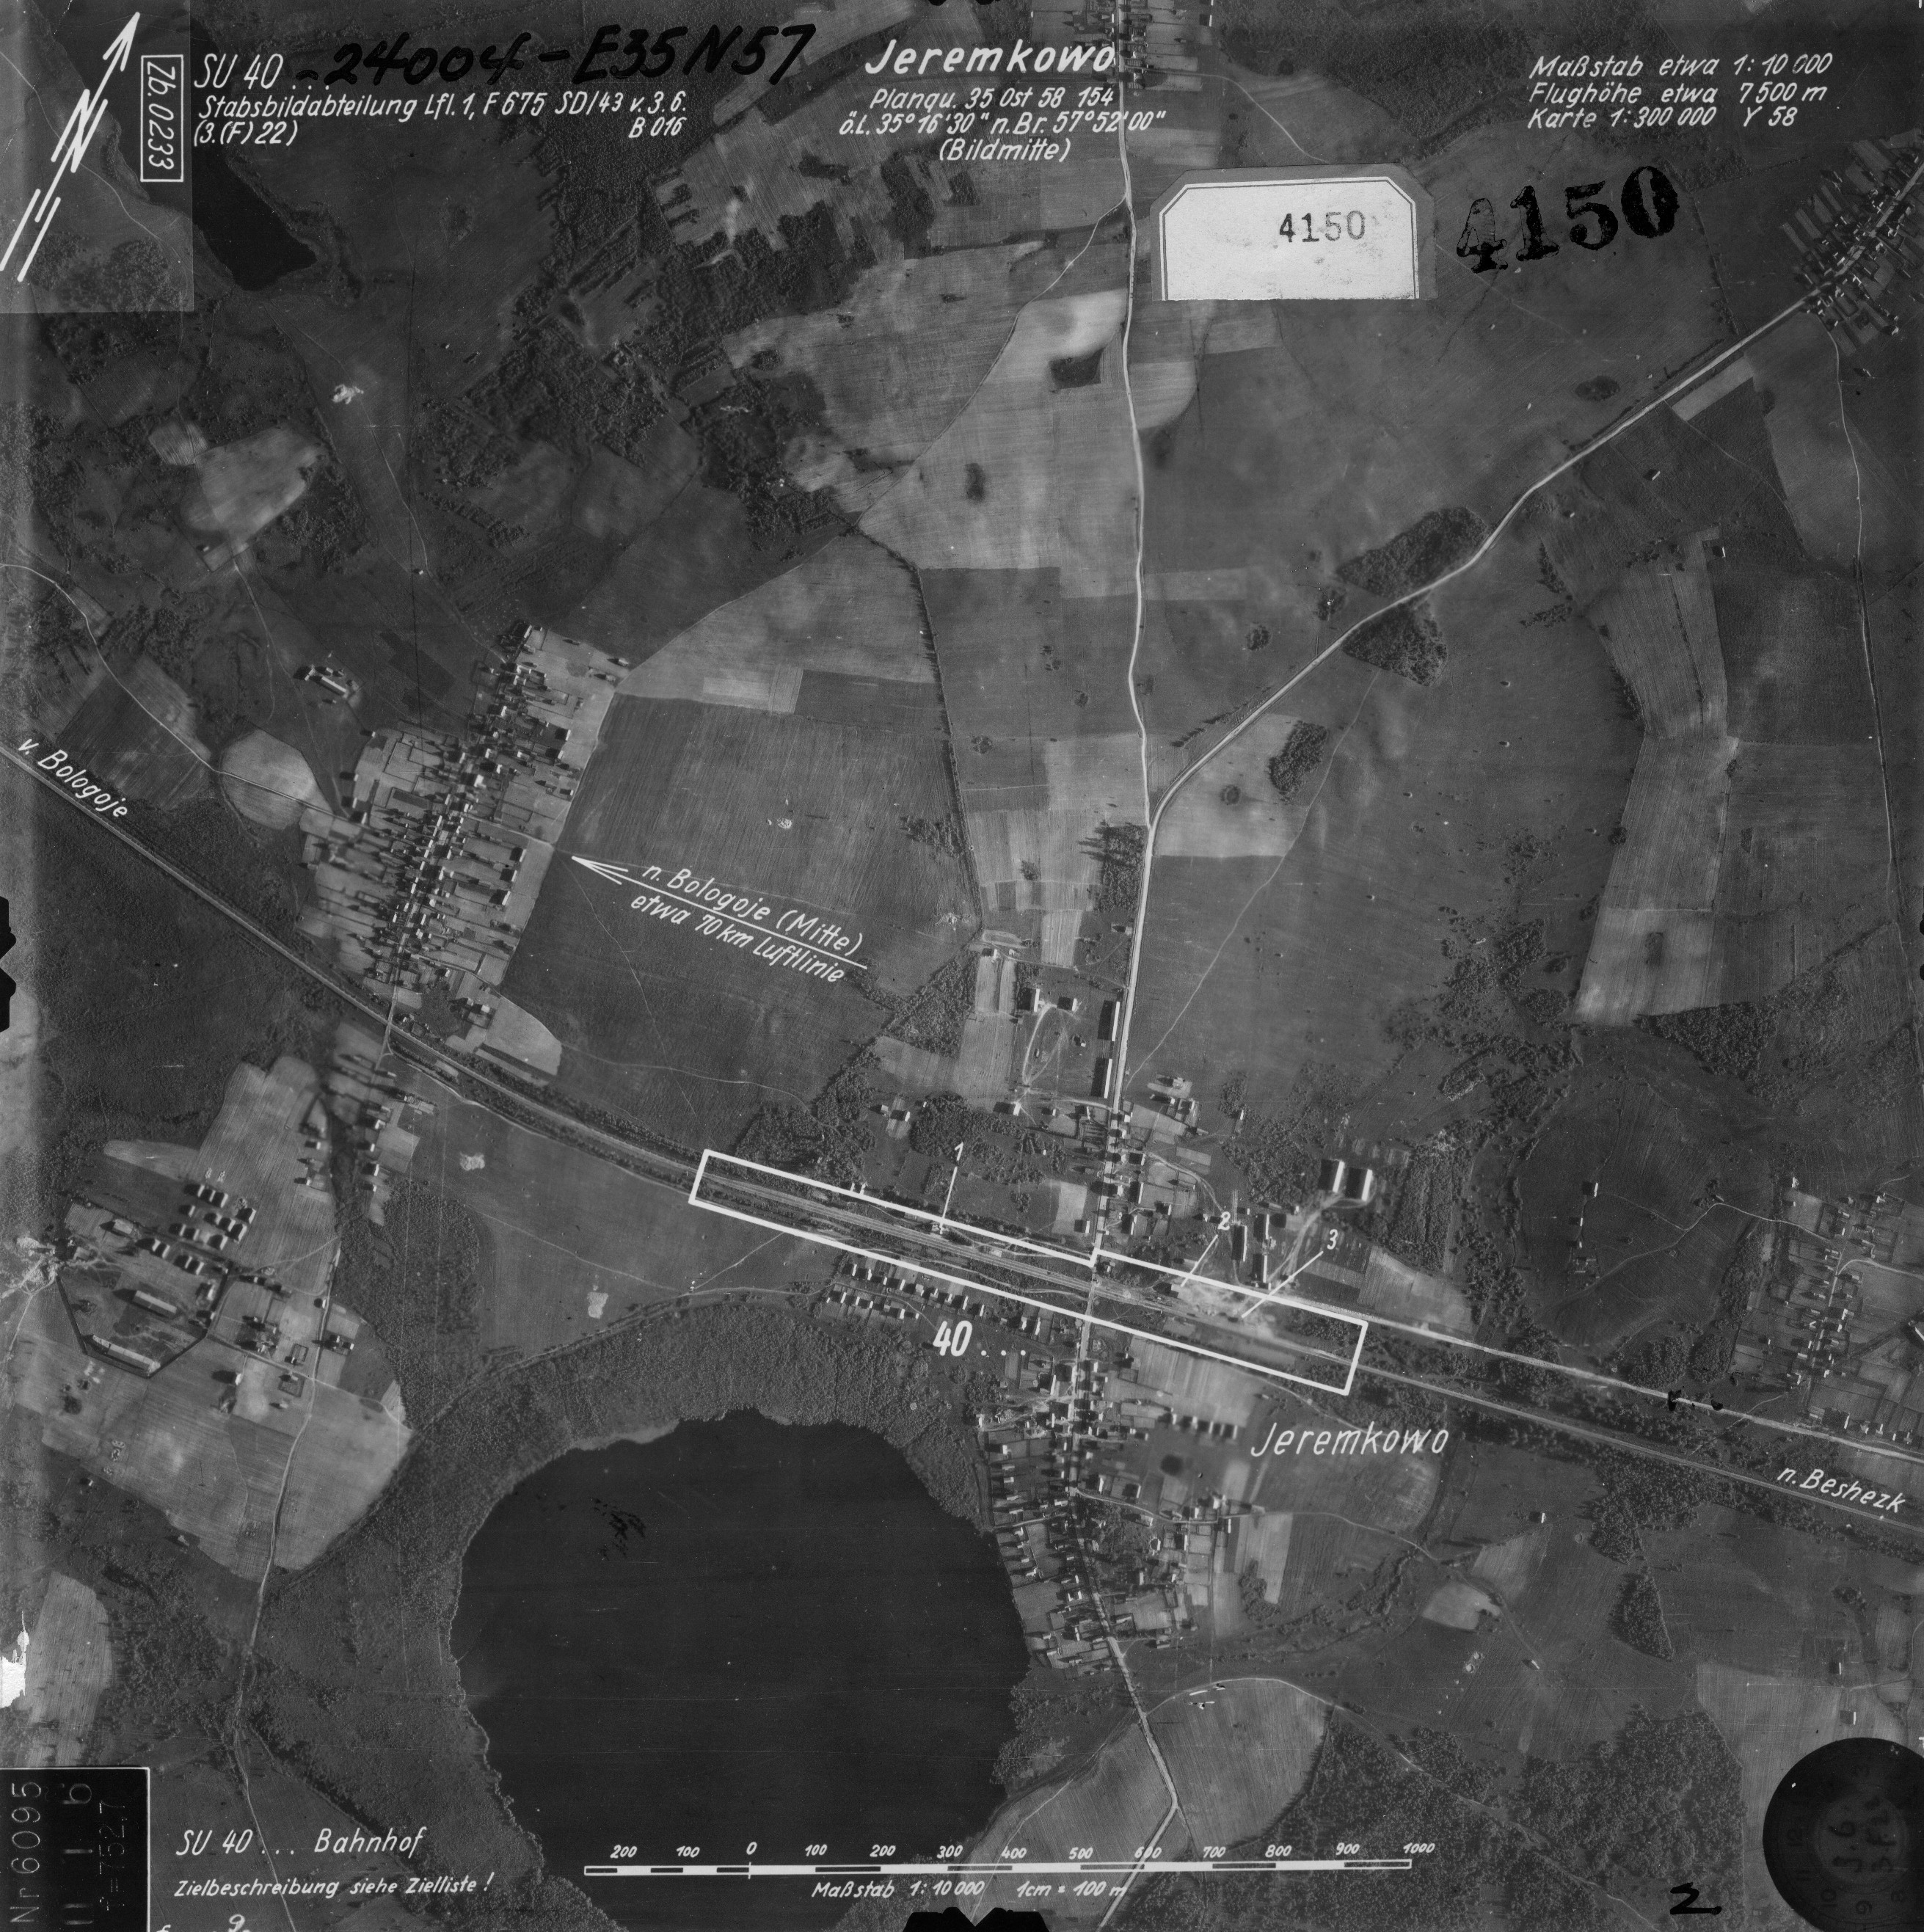 N
Zb.0233
SU 40 ...24004-E35N57
Stabsbildabteilung Lfl.1, F 675 SD/43 v. 3. 6.
(3.(F) 22)
B 016
Jeremkowo
Planqu. 35 Ost 58 154
ö.L. 35° 16' 30" n.Br. 57° 52' 00"
(Bildmitte)
Maßstab etwa 1:10 000
Flughöhe etwa 7500 m
Karte 1:300 000 Y 58
4150
4150
v. Bologoje
n. Bologoje (Mitte)
etwa 70 km Luftlinie
1
2
3
40 ...
Jeremkowo
n. Beshezk
Nr 6095
SU 40 ... Bahnhof
Zielbeschreibung siehe Zielliste!
200 100 0 100 200 300 400 500 600 700 800 900 1000
Maßstab 1:10 000 1cm = 100 m
2